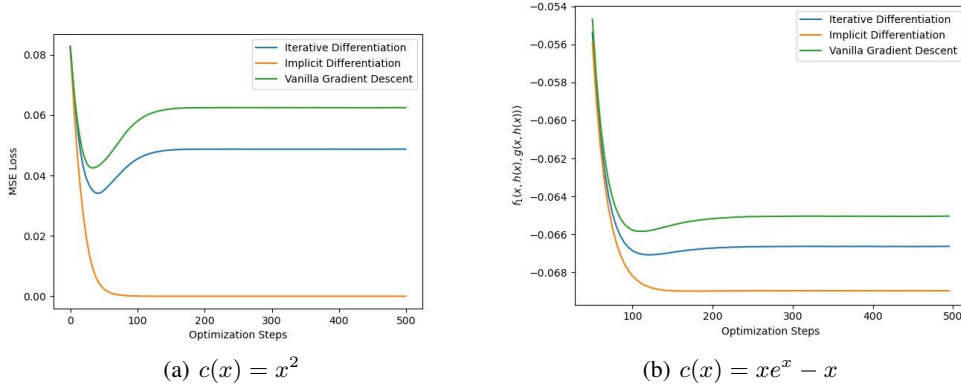 Iterative Differentiation
Implicit Differentiation
Vanilla Gradient Descent
MSE Loss
0.08
0.06
0.04
0.02
0.00
0
100
200
300
400
500
Optimization Steps
(a) c(x) = x²
Iterative Differentiation
Implicit Differentiation
Vanilla Gradient Descent
f₁(x, h(x), g(x, h(x)))
−0.054
−0.056
−0.058
−0.060
−0.062
−0.064
−0.066
−0.068
100
200
300
400
500
Optimization Steps
(b) c(x) = xeˣ − x